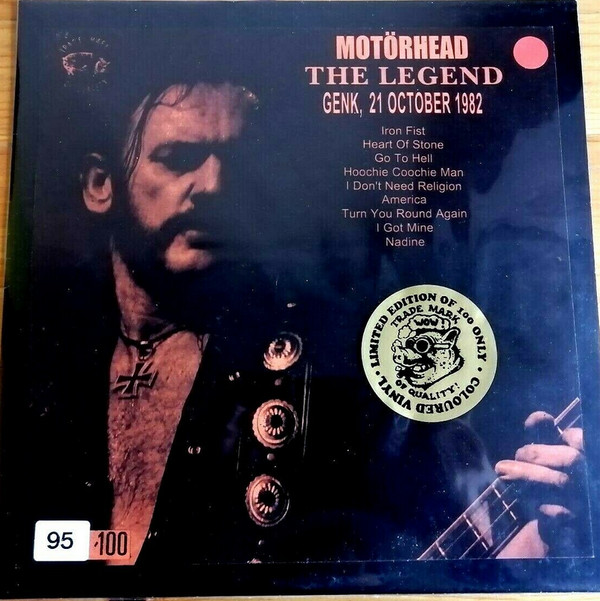 MOTÖRHEAD
THE LEGEND
GENK, 21 OCTOBER 1982
Iron Fist
Heart Of Stone
Go To Hell
Hoochie Coochie Man
I Don't Need Religion
America
Turn You Round Again
I Got Mine
Nadine
LIMITED EDITION OF 100 ONLY
TRADE MARK
WOW!
OF QUALITY!
• COLOURED VINYL •
95
100